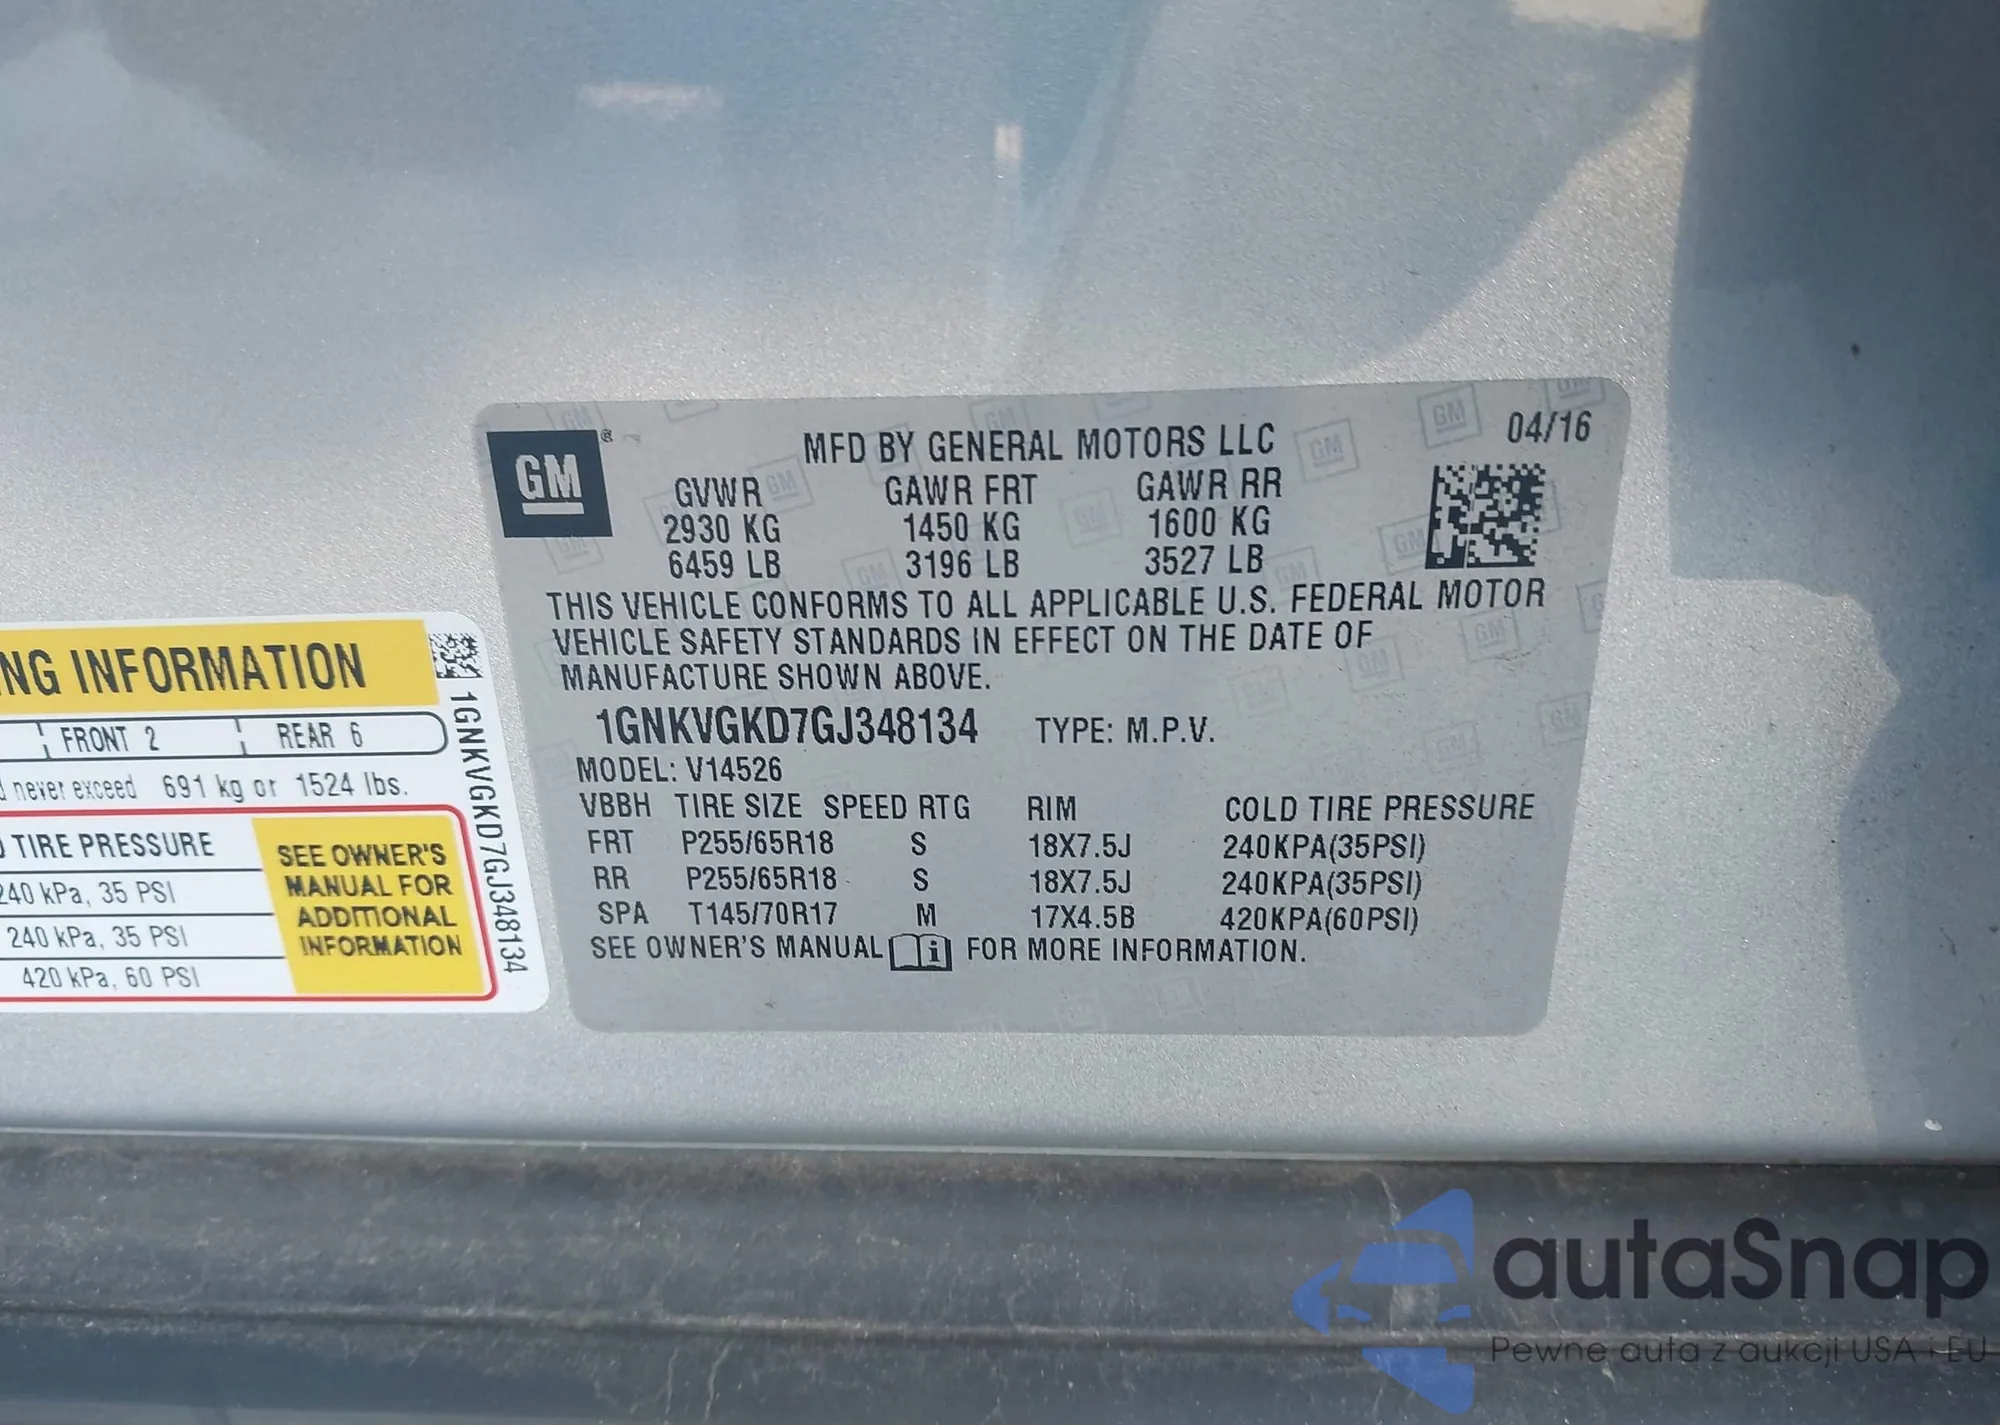 GM ®
MFD BY GENERAL MOTORS LLC 04/16
GVWR GAWR FRT GAWR RR
2930 KG 1450 KG 1600 KG
6459 LB 3196 LB 3527 LB
THIS VEHICLE CONFORMS TO ALL APPLICABLE U.S. FEDERAL MOTOR
VEHICLE SAFETY STANDARDS IN EFFECT ON THE DATE OF
MANUFACTURE SHOWN ABOVE.
1GNKVGKD7GJ348134 TYPE: M.P.V.
MODEL: V14526
VBBH TIRE SIZE SPEED RTG RIM COLD TIRE PRESSURE
FRT P255/65R18 S 18X7.5J 240KPA(35PSI)
RR P255/65R18 S 18X7.5J 240KPA(35PSI)
SPA T145/70R17 M 17X4.5B 420KPA(60PSI)
SEE OWNER'S MANUAL i FOR MORE INFORMATION.
NG INFORMATION
FRONT 2 REAR 6
never exceed 691 kg or 1524 lbs.
TIRE PRESSURE
240 kPa, 35 PSI
240 kPa, 35 PSI
420 kPa, 60 PSI
SEE OWNER'S
MANUAL FOR
ADDITIONAL
INFORMATION
1GNKVGKD7GJ348134
autaSnap
Pewne auta z aukcji USA i EU